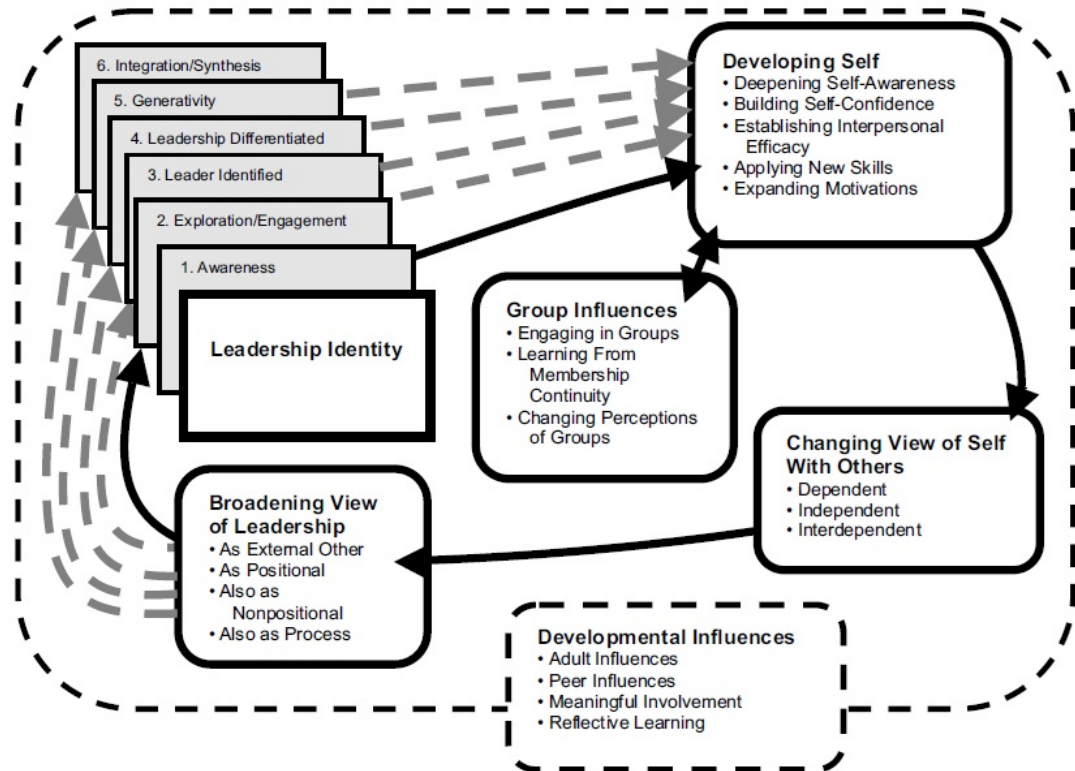 6. Integration/Synthesis
5. Generativity
4. Leadership Differentiated
3. Leader Identified
2. Exploration/Engagement
1. Awareness
Leadership Identity
Developing Self
• Deepening Self-Awareness
• Building Self-Confidence
• Establishing Interpersonal
Efficacy
• Applying New Skills
• Expanding Motivations
Group Influences
• Engaging in Groups
• Learning From
Membership
Continuity
• Changing Perceptions
of Groups
Changing View of Self
With Others
• Dependent
• Independent
• Interdependent
Broadening View
of Leadership
• As External Other
• As Positional
• Also as
Nonpositional
• Also as Process
Developmental Influences
• Adult Influences
• Peer Influences
• Meaningful Involvement
• Reflective Learning